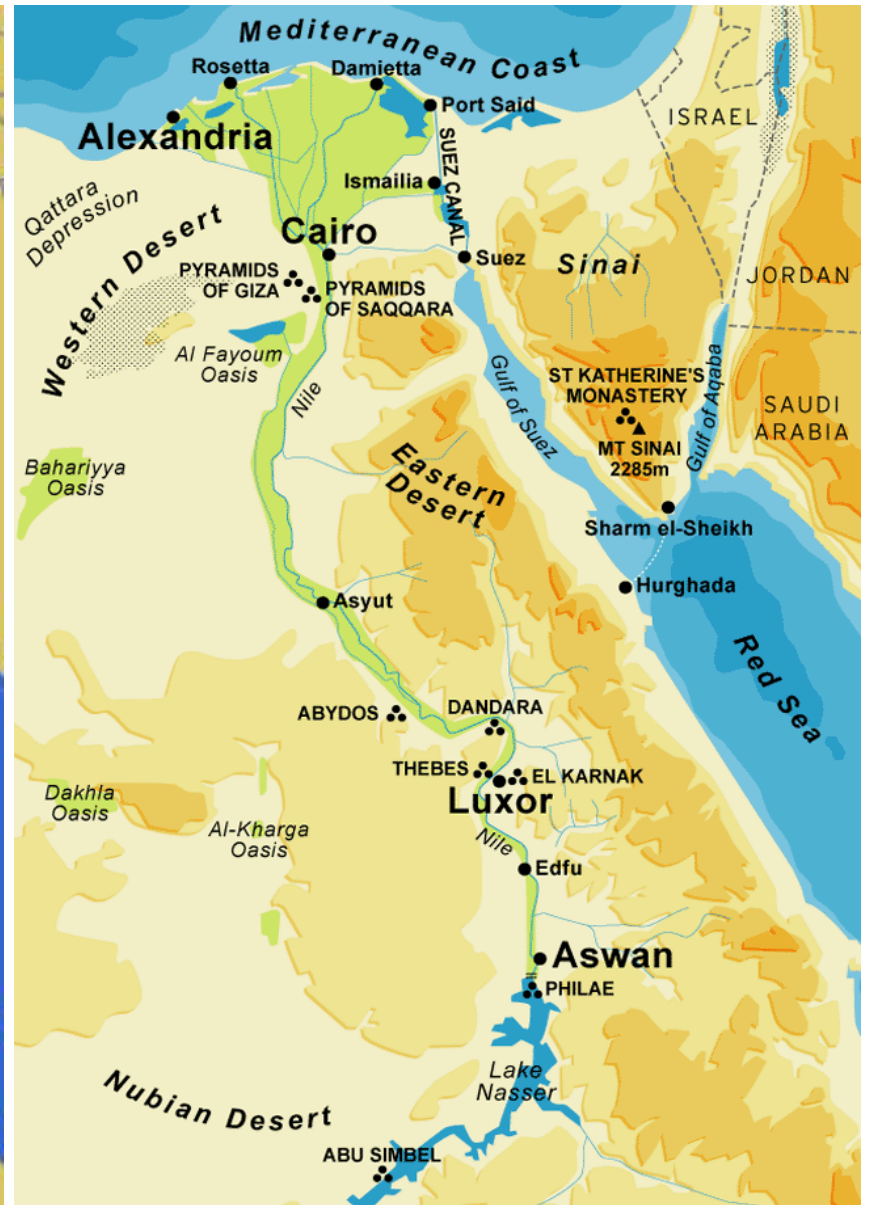 Mediterranean Coast
Rosetta
Damietta
Port Said
Alexandria
ISRAEL
SUEZ CANAL
Ismailia
Qattara
Depression
Western Desert
Cairo
Suez
Sinai
JORDAN
PYRAMIDS
OF GIZA
PYRAMIDS
OF SAQQARA
Al Fayoum
Oasis
Nile
Gulf of Suez
ST KATHERINE'S
MONASTERY
MT SINAI
2285m
Gulf of Aqaba
SAUDI
ARABIA
Bahariyya
Oasis
Eastern
Desert
Sharm el-Sheikh
Hurghada
Asyut
Red Sea
ABYDOS
DANDARA
THEBES
EL KARNAK
Luxor
Dakhla
Oasis
Al-Kharga
Oasis
Nile
Edfu
Aswan
PHILAE
Lake
Nasser
Nubian Desert
ABU SIMBEL